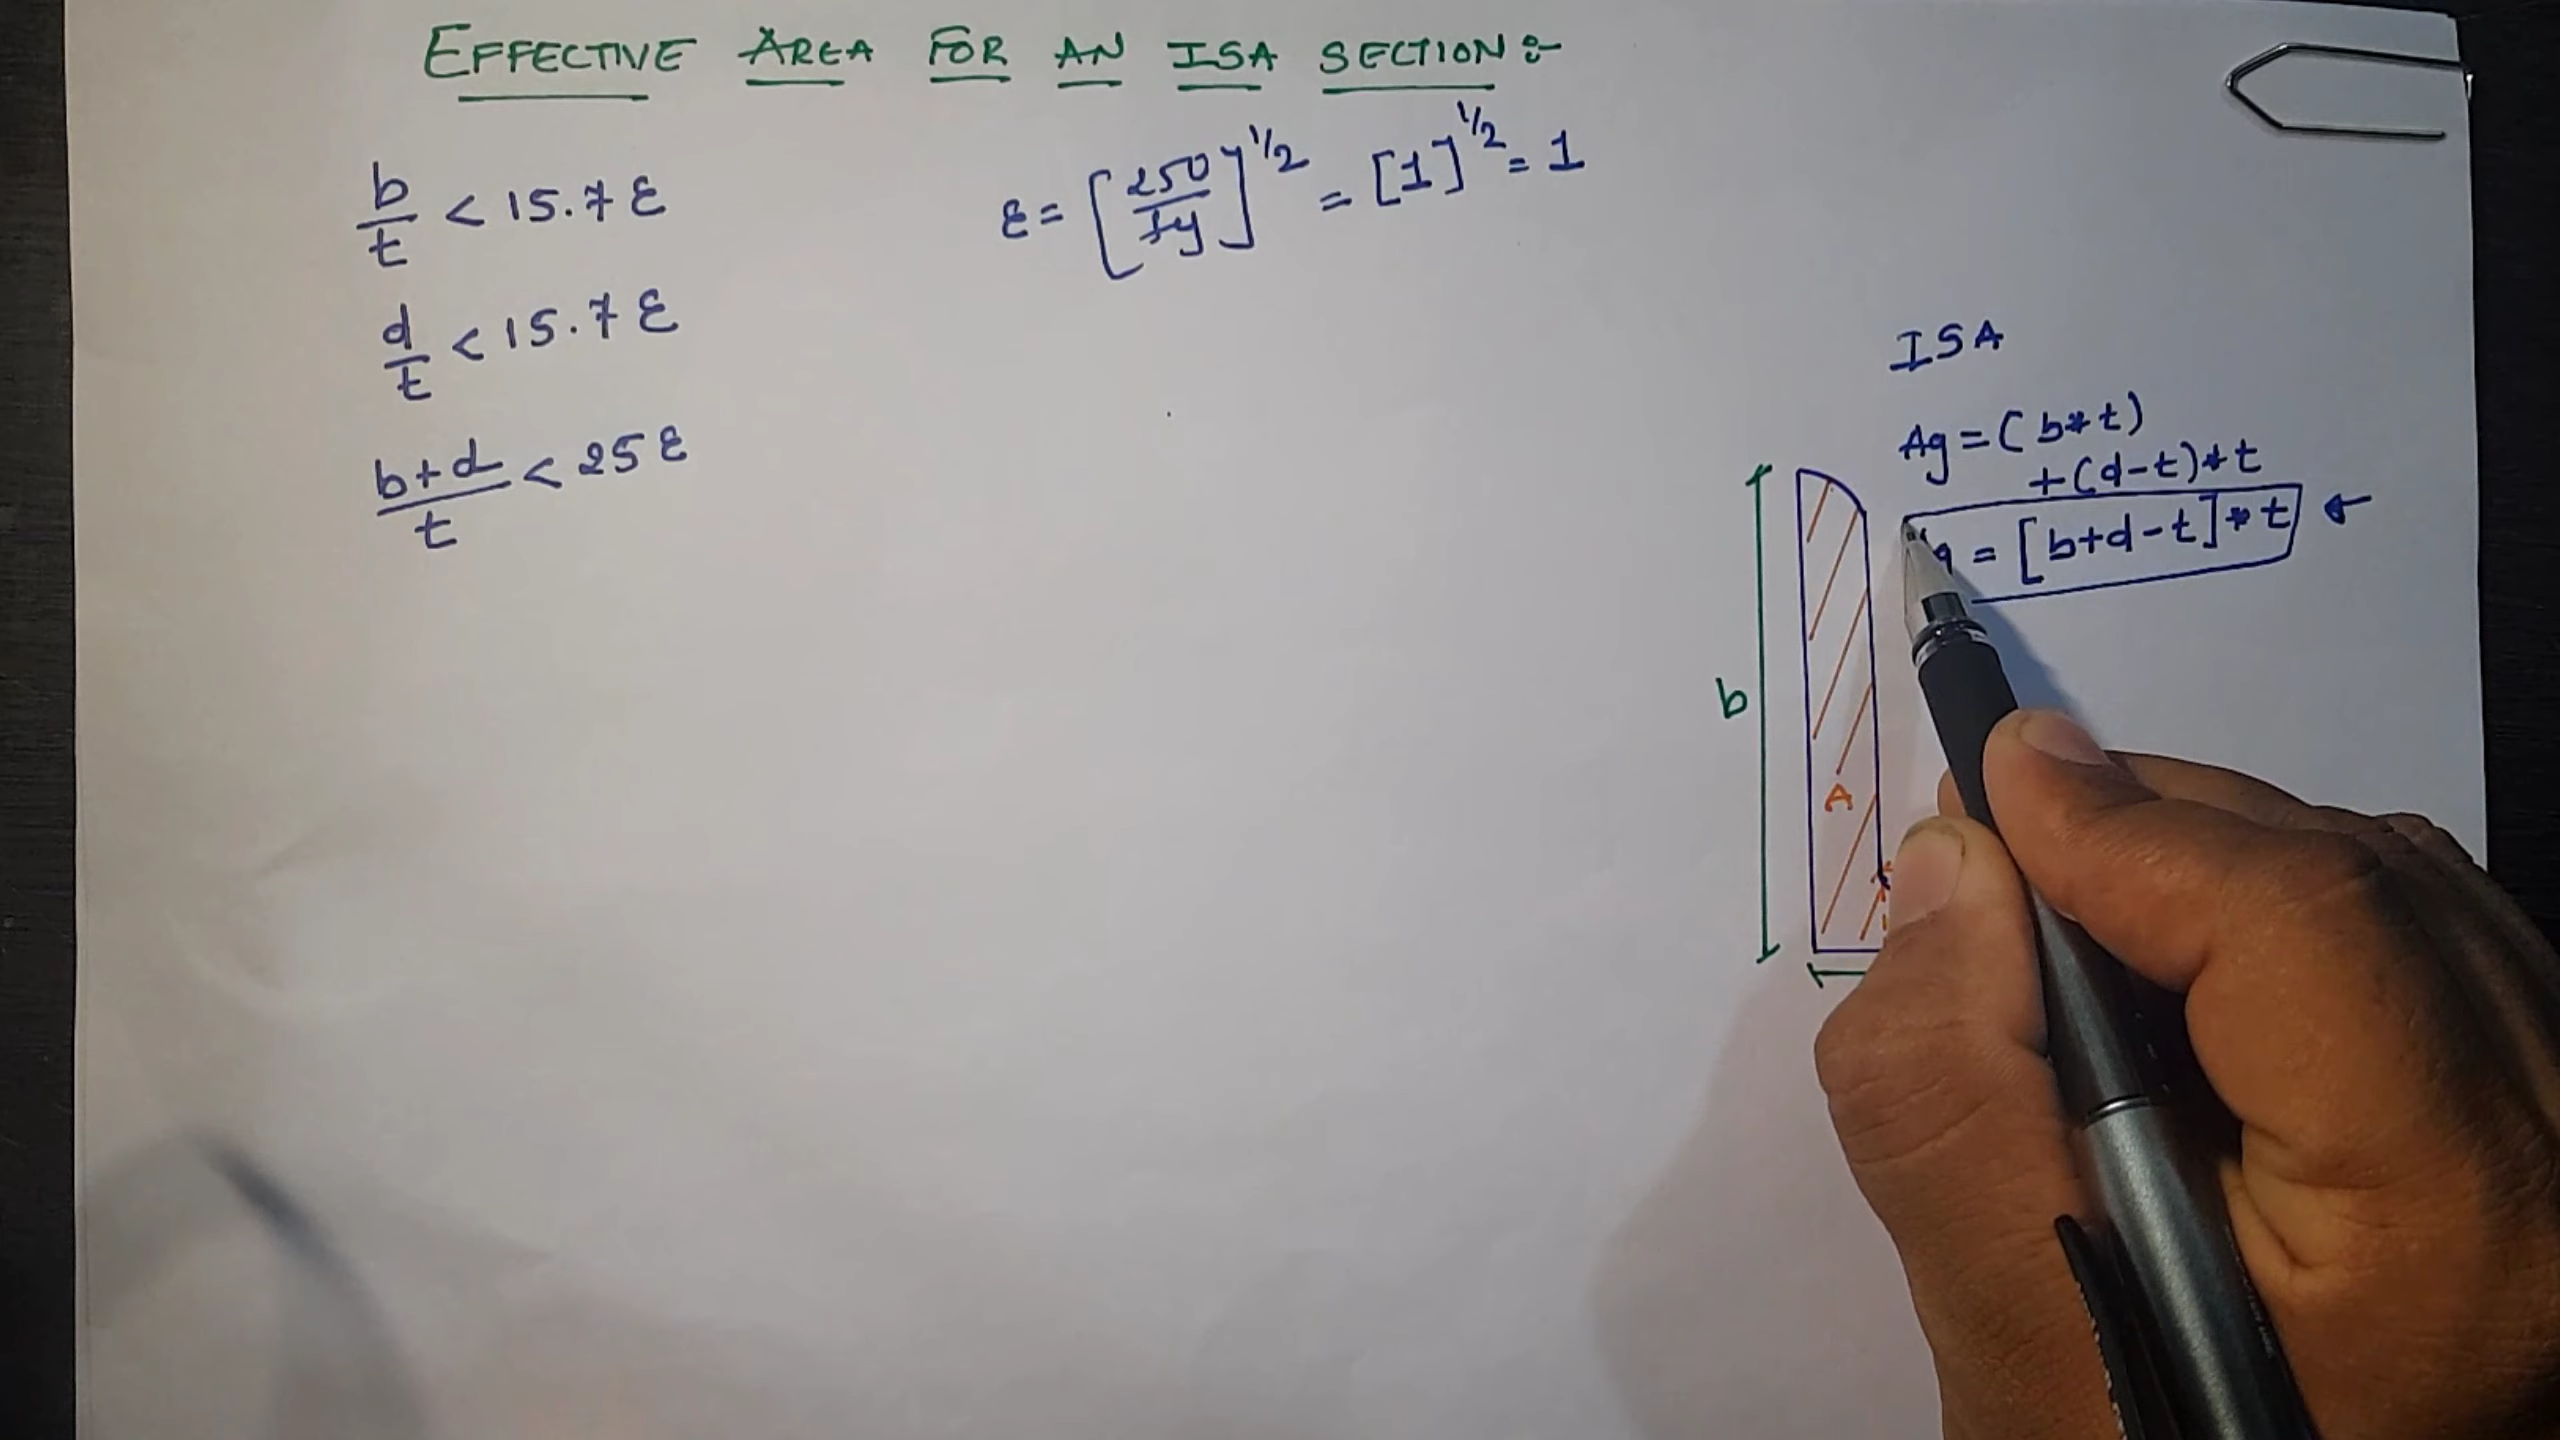 EFFECTIVE AREA FOR AN ISA SECTION:-
b/t < 15.7 ε
ε = [250/fy]^1/2 = [1]^1/2 = 1
d/t < 15.7 ε
b+d/t < 25 ε
ISA
Ag = (b*t)
+(d-t)*t
= [b+d-t]*t ←
b
A